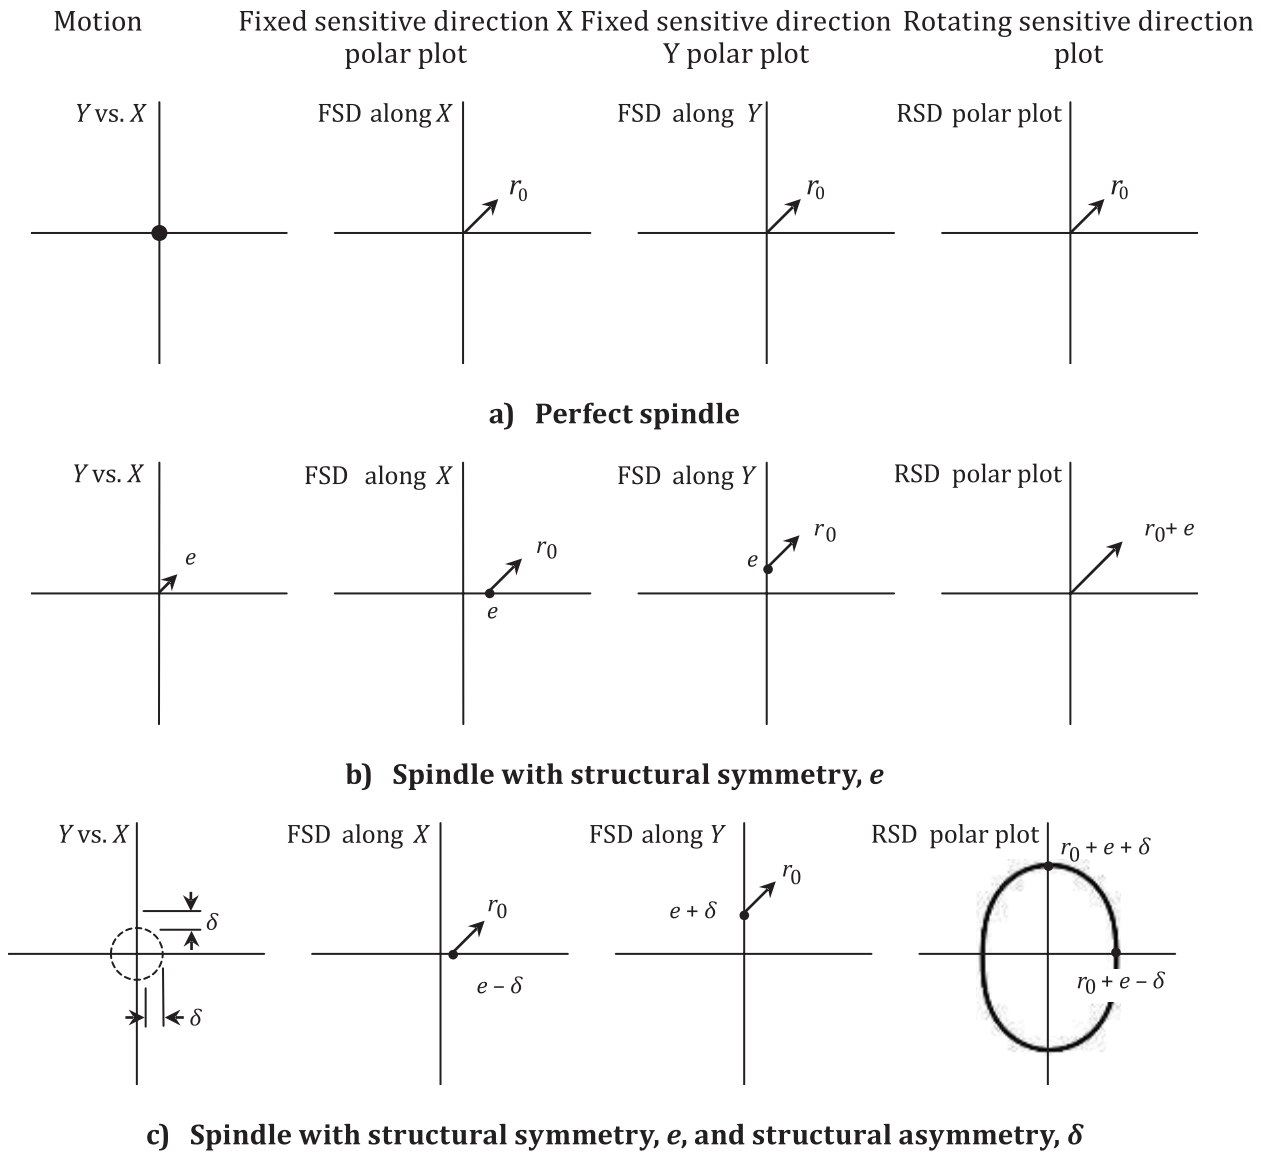 Motion
Fixed sensitive direction X
polar plot
Fixed sensitive direction
Y polar plot
Rotating sensitive direction
plot
Y vs. X
FSD along X
FSD along Y
RSD polar plot
r0
r0
r0
a) Perfect spindle
Y vs. X
FSD along X
FSD along Y
RSD polar plot
e
r0
e
r0
e
r0+ e
b) Spindle with structural symmetry, e
Y vs. X
FSD along X
FSD along Y
RSD polar plot
δ
δ
r0
e – δ
r0
e + δ
r0 + e + δ
r0 + e – δ
c) Spindle with structural symmetry, e, and structural asymmetry, δ